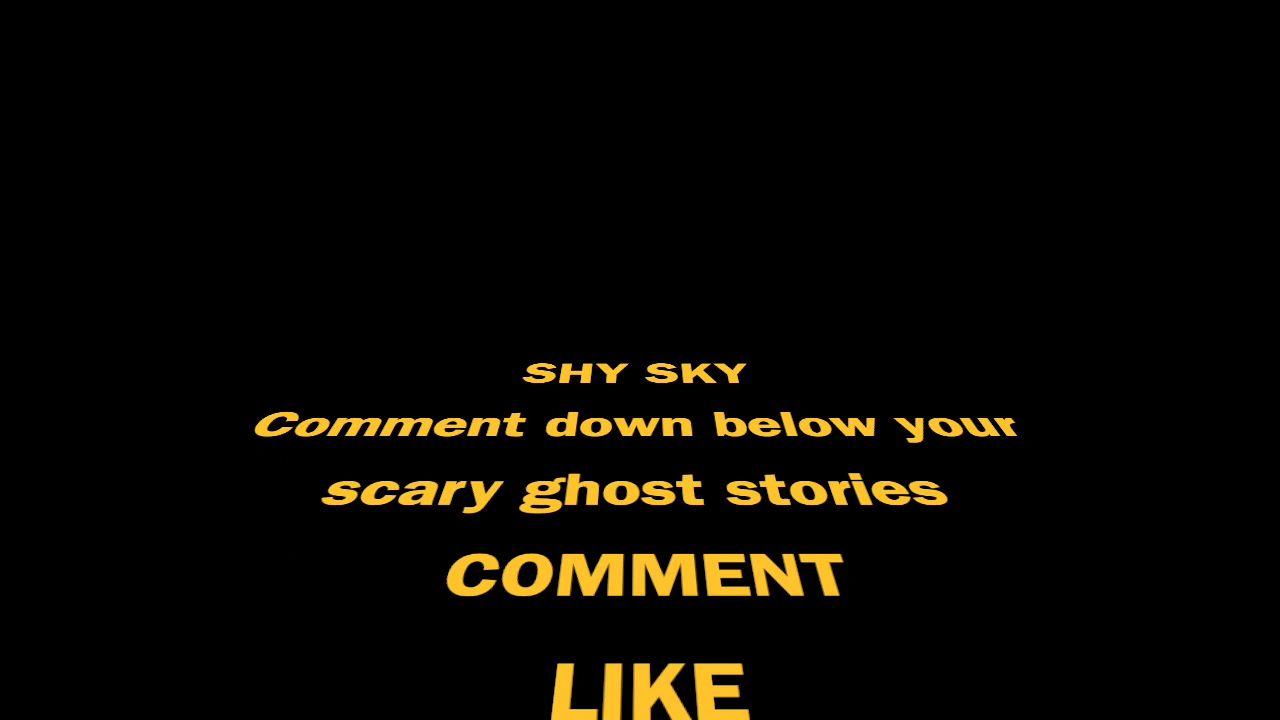 SHY SKY
Comment down below your
scary ghost stories
COMMENT
LIKE